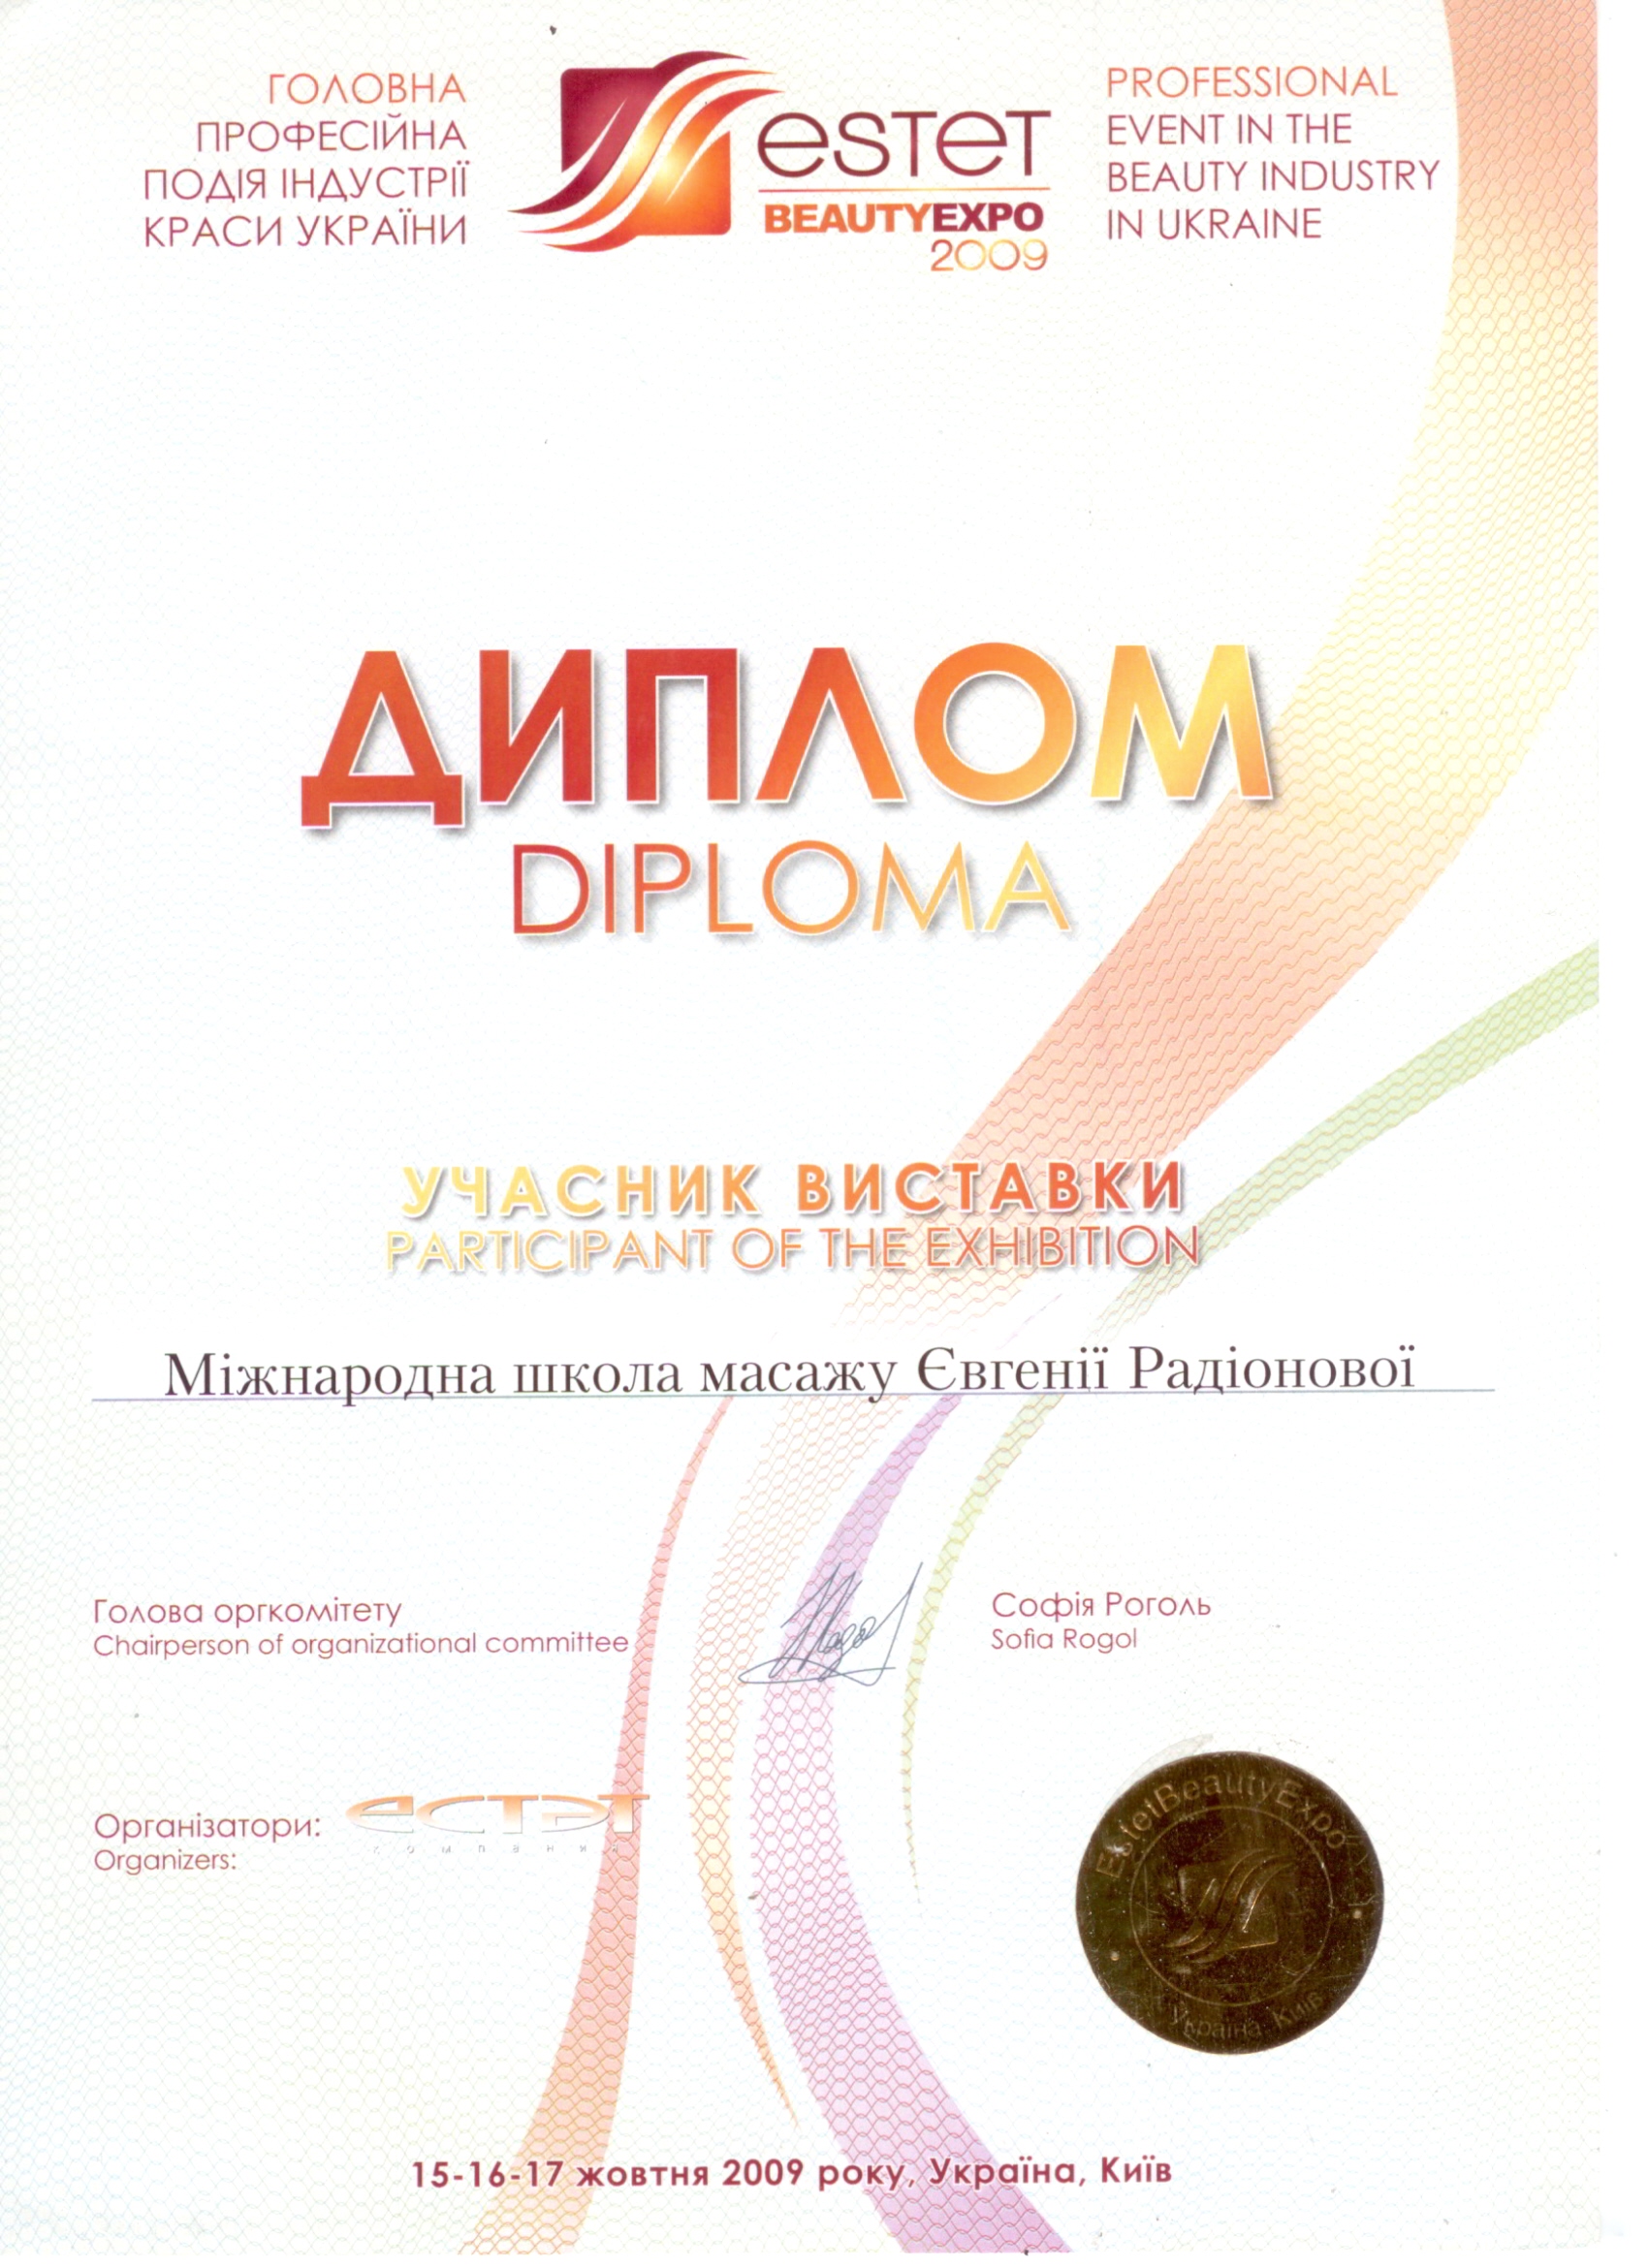 ГОЛОВНА
ПРОФЕСІЙНА
ПОДІЯ ІНДУСТРІЇ
КРАСИ УКРАЇНИ
estet
BEAUTYEXPO
2009
PROFESSIONAL
EVENT IN THE
BEAUTY INDUSTRY
IN UKRAINE
ДИПЛОМ
DIPLOMA
УЧАСНИК ВИСТАВКИ
PARTICIPANT OF THE EXHIBITION
Міжнародна школа масажу Євгенії Радіонової
Голова оргкомітету
Chairperson of organizational committee
Софія Роголь
Sofia Rogol
Організатори:
Organizers:
естэт
компания
EstetBeautyExpo
Україна Київ
15-16-17 жовтня 2009 року, Україна, Київ